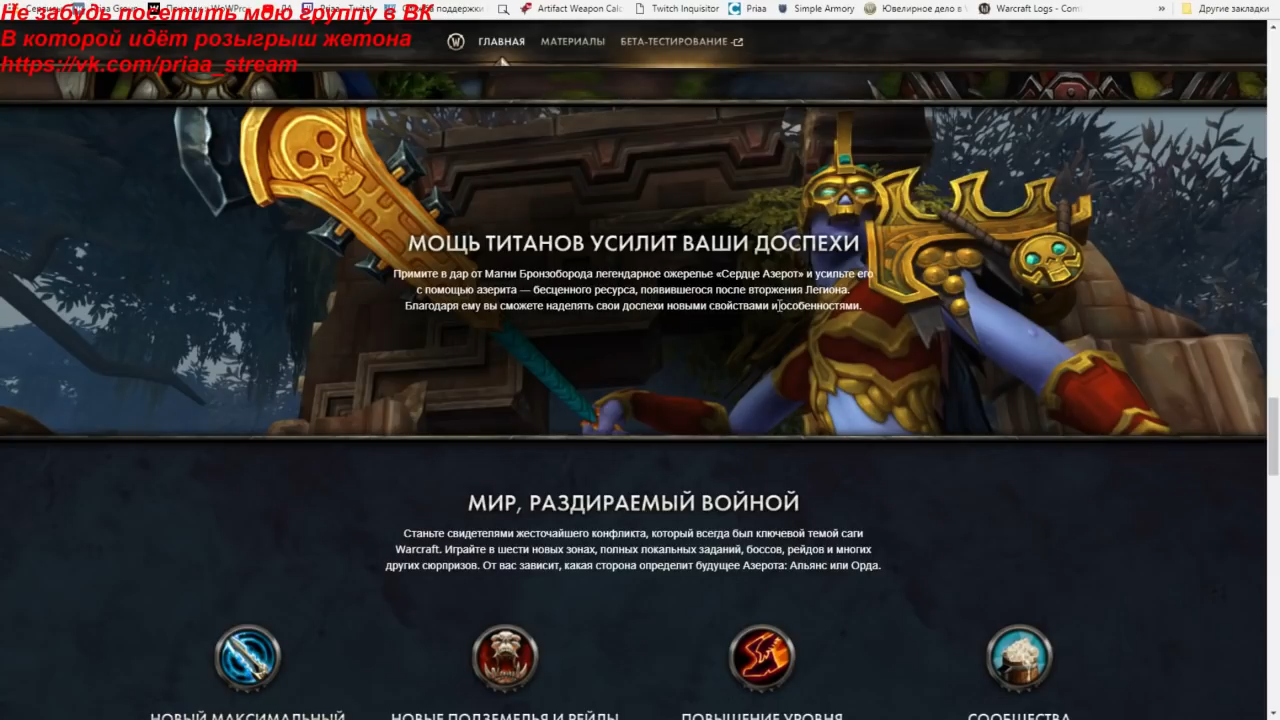 Не забудь посетить мою группу в ВК
В которой идёт розыгрыш жетона
https://vk.com/priaa_stream
Artifact Weapon Calc
Twitch Inquisitor
Priaa
Simple Armory
Ювелирное дело в
Warcraft Logs - Com
»
Другие закладки
ГЛАВНАЯ
МАТЕРИАЛЫ
БЕТА-ТЕСТИРОВАНИЕ
МОЩЬ ТИТАНОВ УСИЛИТ ВАШИ ДОСПЕХИ
Примите в дар от Магни Бронзоборода легендарное ожерелье «Сердце Азерот» и усильте его
с помощью азерита — бесценного ресурса, появившегося после вторжения Легиона.
Благодаря ему вы сможете наделять свои доспехи новыми свойствами и особенностями.
МИР, РАЗДИРАЕМЫЙ ВОЙНОЙ
Станьте свидетелями жесточайшего конфликта, который всегда был ключевой темой саги
Warcraft. Играйте в шести новых зонах, полных локальных заданий, боссов, рейдов и многих
других сюрпризов. От вас зависит, какая сторона определит будущее Азерота: Альянс или Орда.
НОВЫЙ МАКСИМАЛЬНЫЙ
НОВЫЕ ПОДЗЕМЕЛЬЯ И РЕЙДЫ
ПОВЫШЕНИЕ УРОВНЯ
СООБЩЕСТВА